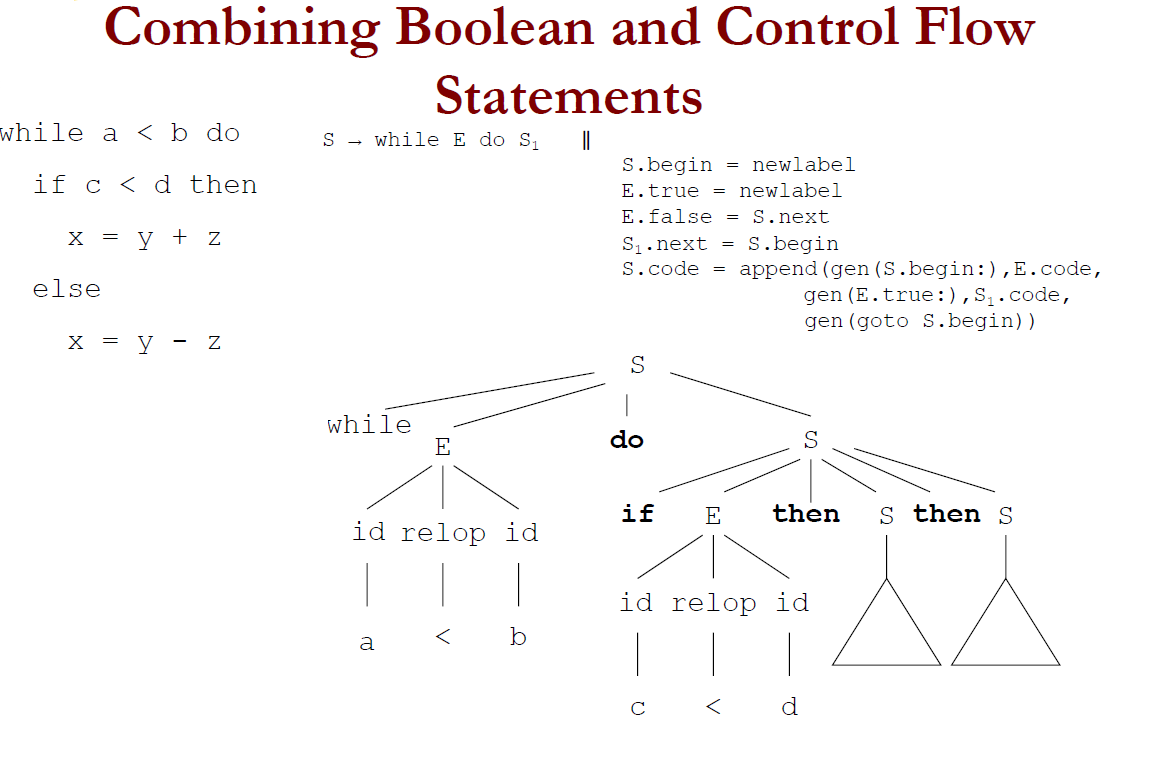 Combining Boolean and Control Flow
Statements
while a < b do
if c < d then
x = y + z
else
x = y - z
S → while E do S₁ ‖
S.begin = newlabel
E.true = newlabel
E.false = S.next
S₁.next = S.begin
S.code = append(gen(S.begin:),E.code,
gen(E.true:),S₁.code,
gen(goto S.begin))
S
while E do S
if E then S then S
id relop id
id relop id
a < b
c < d